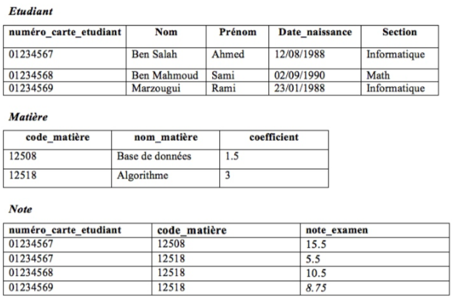 Etudiant
numéro_carte_etudiant Nom Prénom Date_naissance Section
01234567 Ben Salah Ahmed 12/08/1988 Informatique
01234568 Ben Mahmoud Sami 02/09/1990 Math
01234569 Marzougui Rami 23/01/1988 Informatique
Matière
code_matière nom_matière coefficient
12508 Base de données 1.5
12518 Algorithme 3
Note
numéro_carte_etudiant code_matière note_examen
01234567 12508 15.5
01234567 12518 5.5
01234568 12518 10.5
01234569 12518 8.75